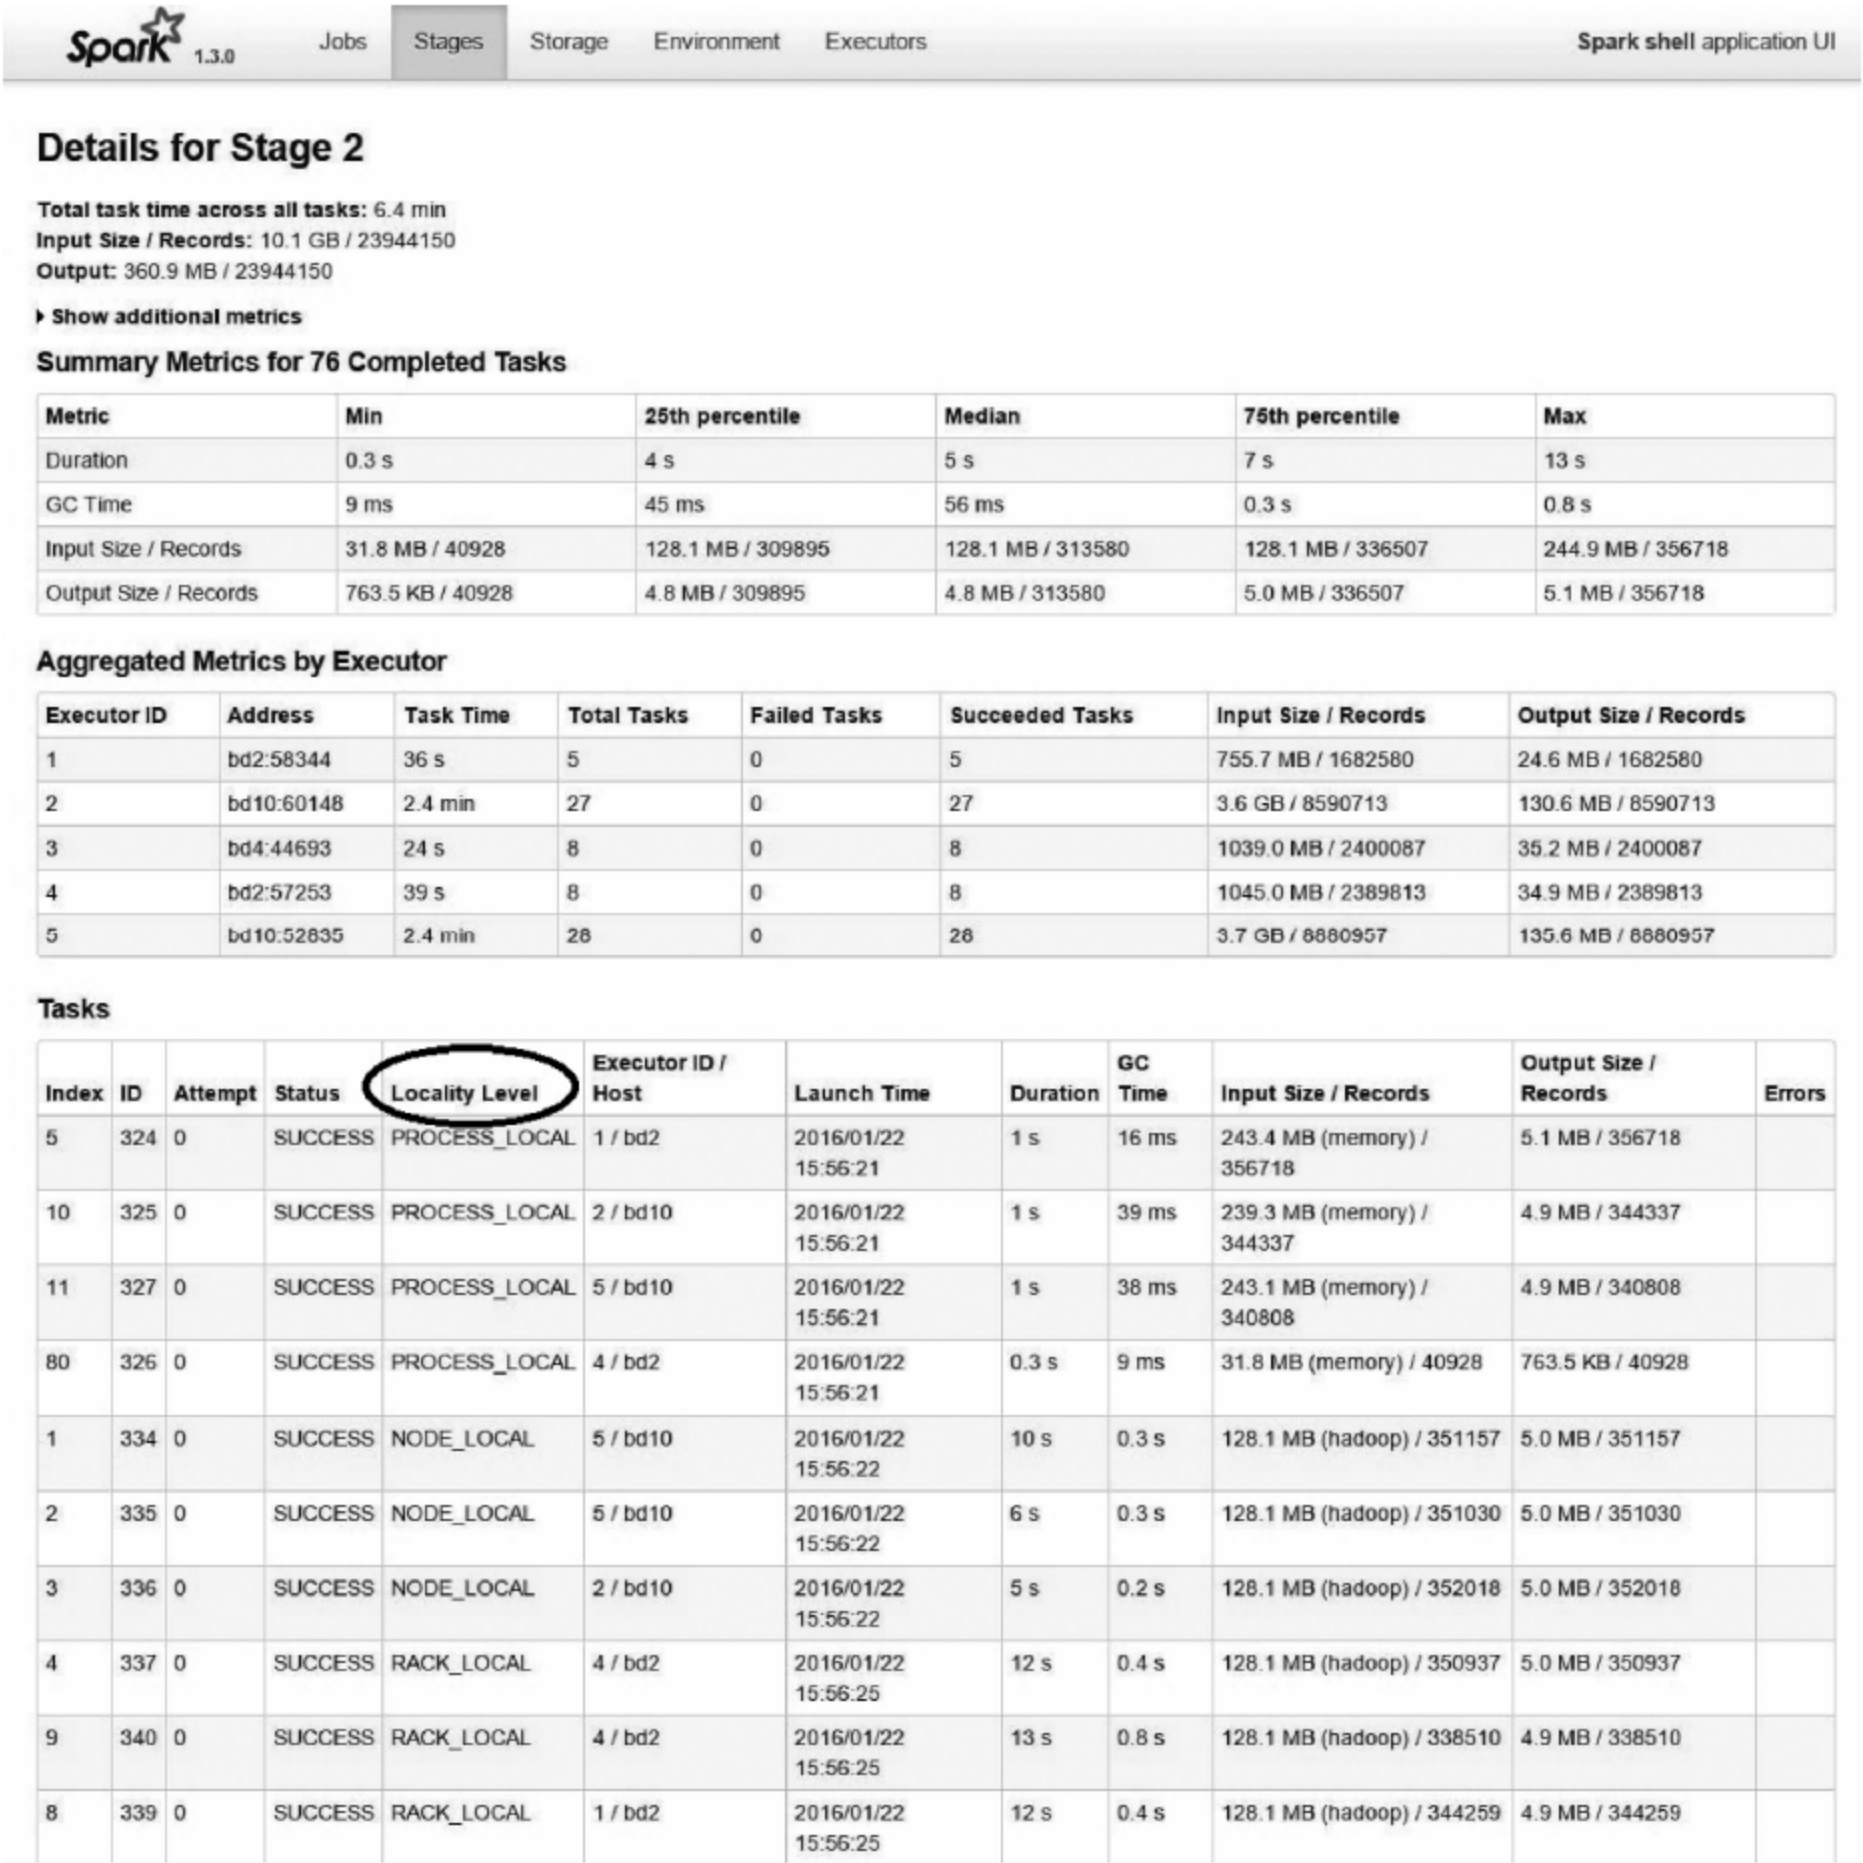 Spark 1.3.0 Jobs Stages Storage Environment Executors Spark shell application UI
Details for Stage 2
Total task time across all tasks: 6.4 min
Input Size / Records: 10.1 GB / 23944150
Output: 360.9 MB / 23944150
Show additional metrics
Summary Metrics for 76 Completed Tasks
Metric Min 25th percentile Median 75th percentile Max
Duration 0.3 s 4 s 5 s 7 s 13 s
GC Time 9 ms 45 ms 56 ms 0.3 s 0.8 s
Input Size / Records 31.8 MB / 40928 128.1 MB / 309895 128.1 MB / 313580 128.1 MB / 336507 244.9 MB / 356718
Output Size / Records 763.5 KB / 40928 4.8 MB / 309895 4.8 MB / 313580 5.0 MB / 336507 5.1 MB / 356718
Aggregated Metrics by Executor
Executor ID Address Task Time Total Tasks Failed Tasks Succeeded Tasks Input Size / Records Output Size / Records
1 bd2:58344 36 s 5 0 5 755.7 MB / 1682580 24.6 MB / 1682580
2 bd10:60148 2.4 min 27 0 27 3.6 GB / 8590713 130.6 MB / 8590713
3 bd4:44693 24 s 8 0 8 1039.0 MB / 2400087 35.2 MB / 2400087
4 bd2:57253 39 s 8 0 8 1045.0 MB / 2389813 34.9 MB / 2389813
5 bd10:52835 2.4 min 28 0 28 3.7 GB / 8880957 135.6 MB / 8880957
Tasks
Executor ID / GC Output Size /
Index ID Attempt Status Locality Level Host Launch Time Duration Time Input Size / Records Records Errors
5 324 0 SUCCESS PROCESS_LOCAL 1 / bd2 2016/01/22 1 s 16 ms 243.4 MB (memory) / 5.1 MB / 356718
15:56:21 356718
10 325 0 SUCCESS PROCESS_LOCAL 2 / bd10 2016/01/22 1 s 39 ms 239.3 MB (memory) / 4.9 MB / 344337
15:56:21 344337
11 327 0 SUCCESS PROCESS_LOCAL 5 / bd10 2016/01/22 1 s 38 ms 243.1 MB (memory) / 4.9 MB / 340808
15:56:21 340808
80 326 0 SUCCESS PROCESS_LOCAL 4 / bd2 2016/01/22 0.3 s 9 ms 31.8 MB (memory) / 40928 763.5 KB / 40928
15:56:21
1 334 0 SUCCESS NODE_LOCAL 5 / bd10 2016/01/22 10 s 0.3 s 128.1 MB (hadoop) / 351157 5.0 MB / 351157
15:56:22
2 335 0 SUCCESS NODE_LOCAL 5 / bd10 2016/01/22 6 s 0.3 s 128.1 MB (hadoop) / 351030 5.0 MB / 351030
15:56:22
3 336 0 SUCCESS NODE_LOCAL 2 / bd10 2016/01/22 5 s 0.2 s 128.1 MB (hadoop) / 352018 5.0 MB / 352018
15:56:22
4 337 0 SUCCESS RACK_LOCAL 4 / bd2 2016/01/22 12 s 0.4 s 128.1 MB (hadoop) / 350937 5.0 MB / 350937
15:56:25
9 340 0 SUCCESS RACK_LOCAL 4 / bd2 2016/01/22 13 s 0.8 s 128.1 MB (hadoop) / 338510 4.9 MB / 338510
15:56:25
8 339 0 SUCCESS RACK_LOCAL 1 / bd2 2016/01/22 12 s 0.4 s 128.1 MB (hadoop) / 344259 4.9 MB / 344259
15:56:25